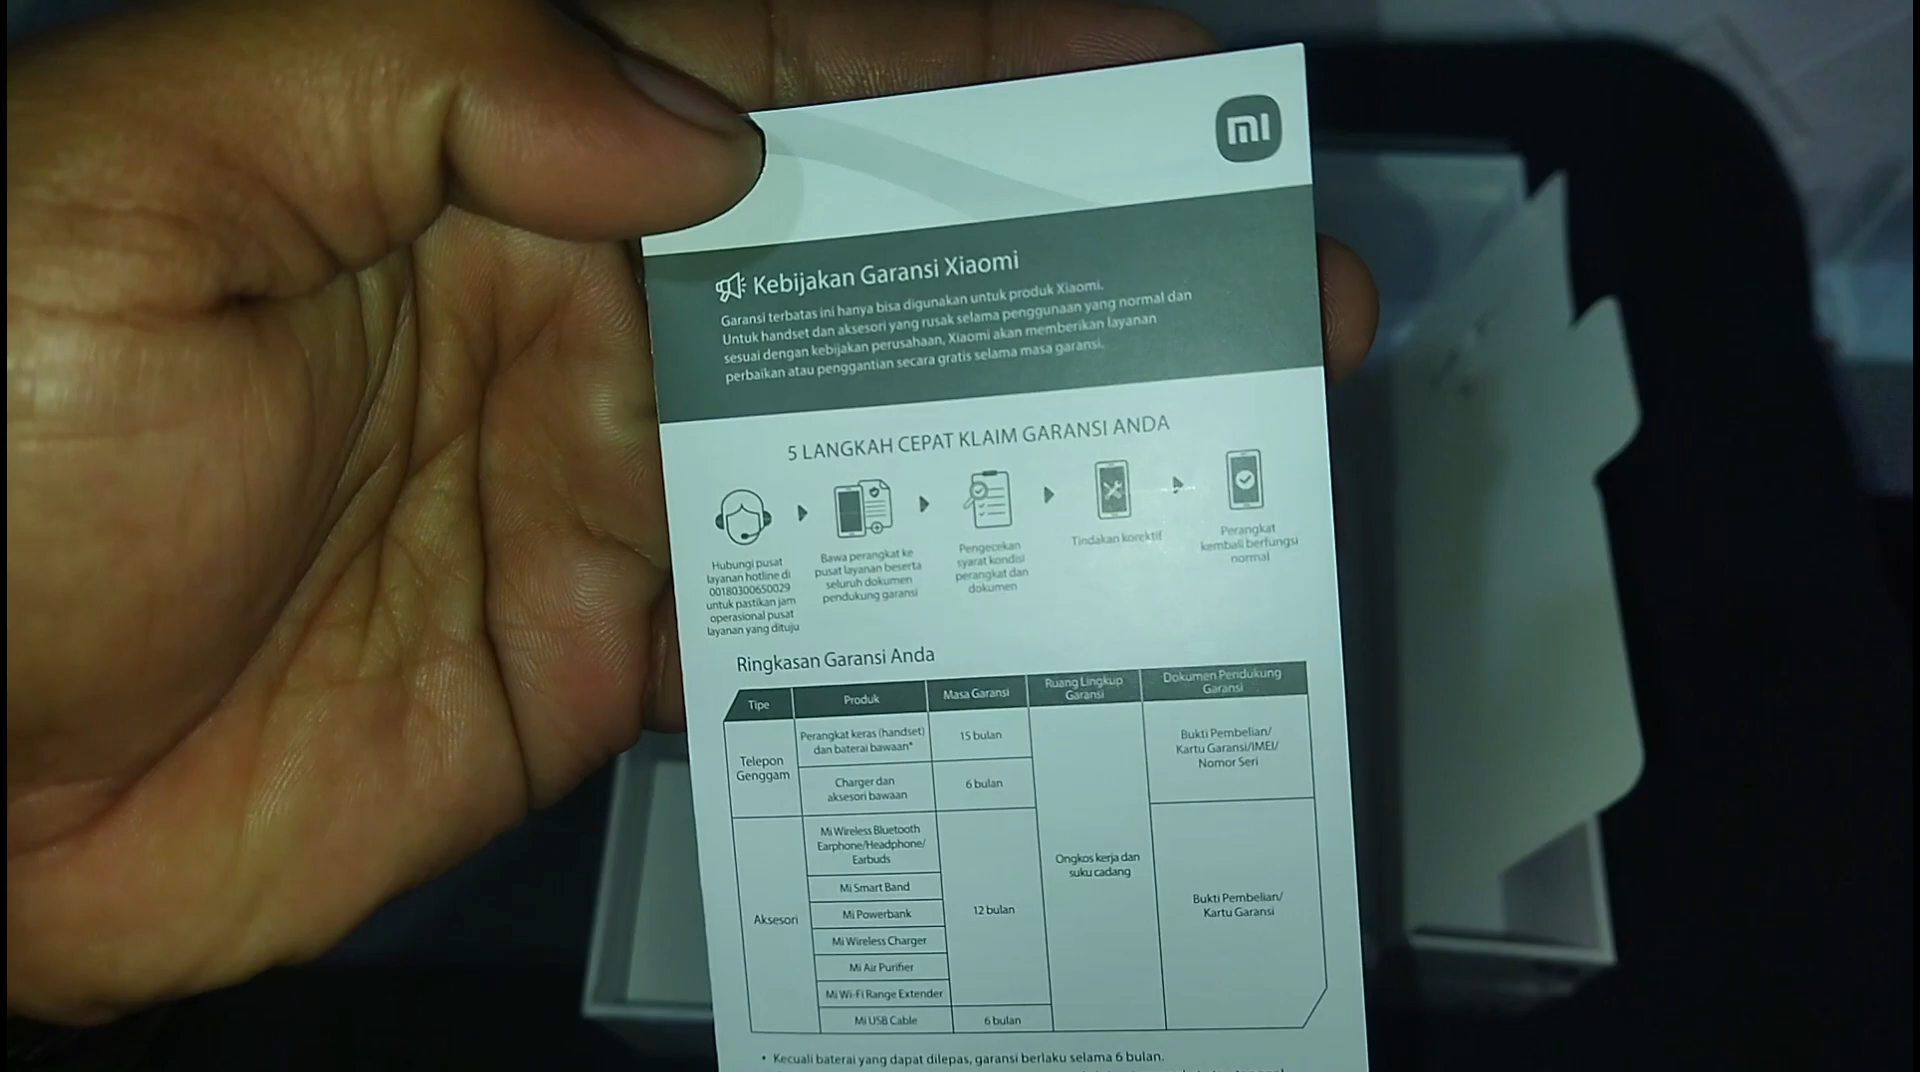 mi
Kebijakan Garansi Xiaomi
Garansi terbatas ini hanya bisa digunakan untuk produk Xiaomi.
Untuk handset dan aksesori yang rusak selama penggunaan yang normal dan
sesuai dengan kebijakan perusahaan, Xiaomi akan memberikan layanan
perbaikan atau penggantian secara gratis selama masa garansi.
5 LANGKAH CEPAT KLAIM GARANSI ANDA
Hubungi pusat
layanan hotline di
00180300650029
untuk pastikan jam
operasional pusat
layanan yang dituju
Bawa perangkat ke
pusat layanan beserta
seluruh dokumen
pendukung garansi
Pengecekan
syarat kondisi
perangkat dan
dokumen
Tindakan korektif
Perangkat
kembali berfungsi
normal
Ringkasan Garansi Anda
Tipe
Produk
Masa Garansi
Ruang Lingkup
Garansi
Dokumen Pendukung
Garansi
Telepon
Genggam
Perangkat keras (handset)
dan baterai bawaan*
15 bulan
Charger dan
aksesori bawaan
6 bulan
Bukti Pembelian/
Kartu Garansi/IMEI/
Nomor Seri
Aksesori
Mi Wireless Bluetooth
Earphone/Headphone/
Earbuds
Mi Smart Band
Mi Powerbank
Mi Wireless Charger
Mi Air Purifier
Mi Wi-Fi Range Extender
12 bulan
Mi USB Cable
6 bulan
Ongkos kerja dan
suku cadang
Bukti Pembelian/
Kartu Garansi
• Kecuali baterai yang dapat dilepas, garansi berlaku selama 6 bulan.